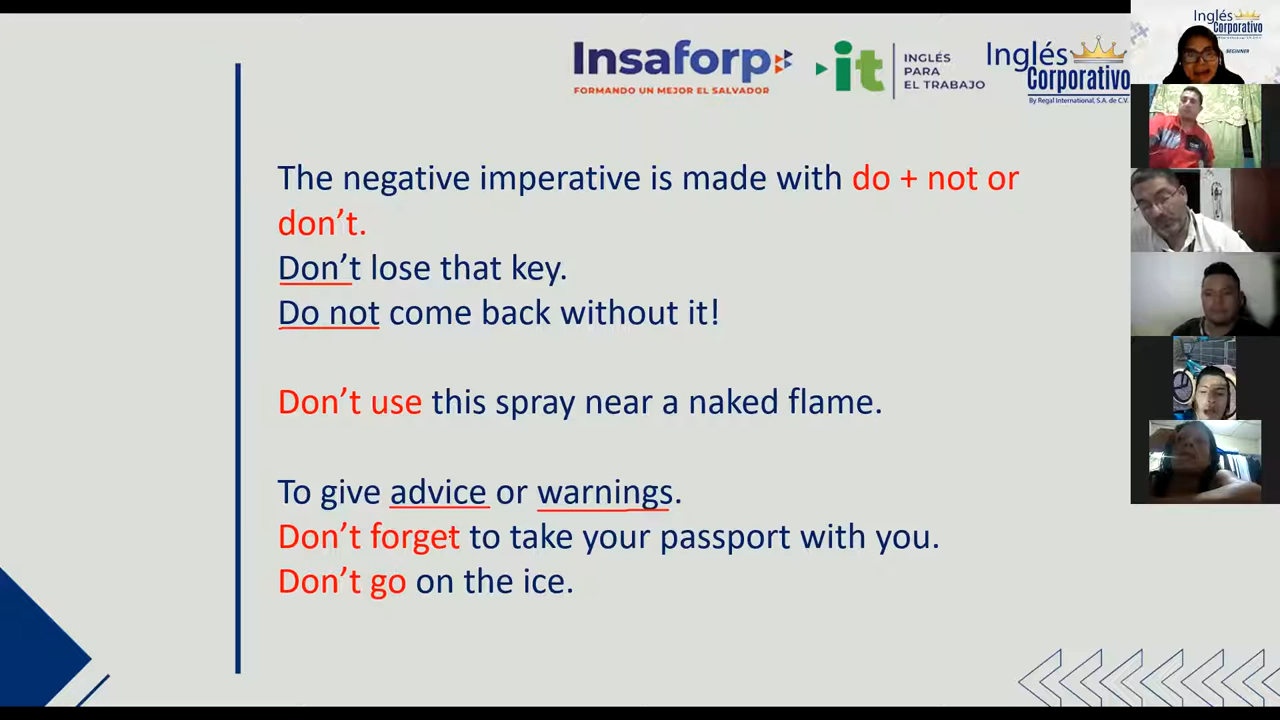 Insaforp
FORMANDO UN MEJOR EL SALVADOR
it
INGLÉS
PARA
EL TRABAJO
Inglés
Corporativo
By Regal International, S.A. de C.V.
Inglés
Corporativo
BEGINNER
The negative imperative is made with do + not or
don’t.
Don’t lose that key.
Do not come back without it!
Don’t use this spray near a naked flame.
To give advice or warnings.
Don’t forget to take your passport with you.
Don’t go on the ice.